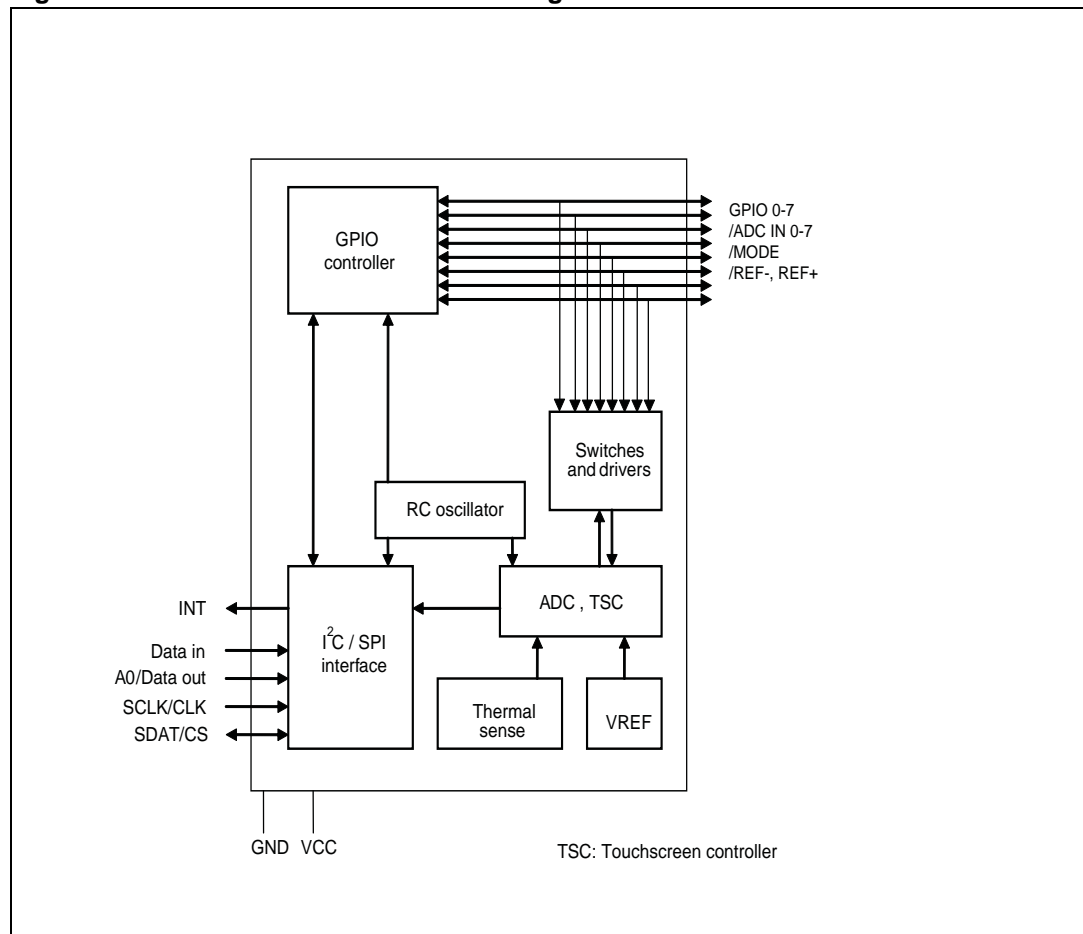 GPIO
controller
GPIO 0-7
/ADC IN 0-7
/MODE
/REF-, REF+
Switches
and drivers
RC oscillator
INT
Data in
A0/Data out
SCLK/CLK
SDAT/CS
I²C / SPI
interface
ADC , TSC
Thermal
sense
VREF
GND VCC
TSC: Touchscreen controller